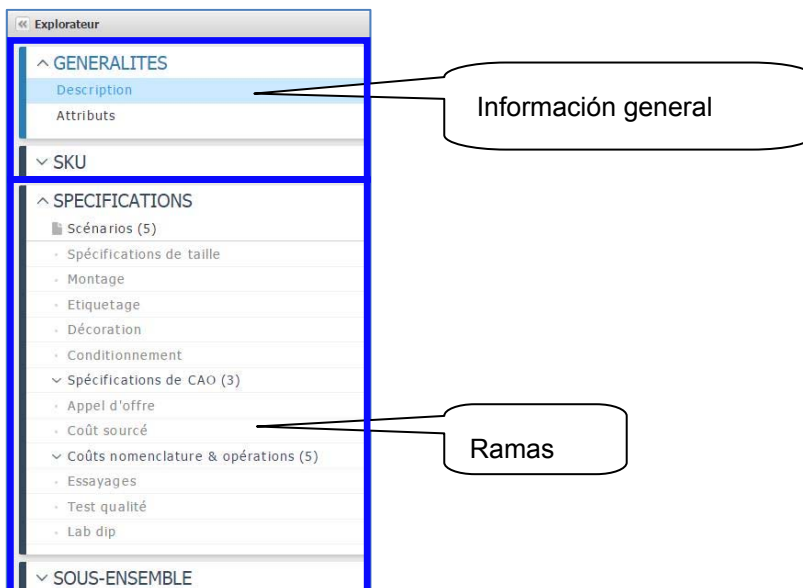 Explorateur
GENERALITES
Description
Attributs
SKU
SPECIFICATIONS
Scénarios (5)
Spécifications de taille
Montage
Etiquetage
Décoration
Conditionnement
Spécifications de CAO (3)
Appel d'offre
Coût sourcé
Coûts nomenclature & opérations (5)
Essayages
Test qualité
Lab dip
SOUS-ENSEMBLE
Información general
Ramas